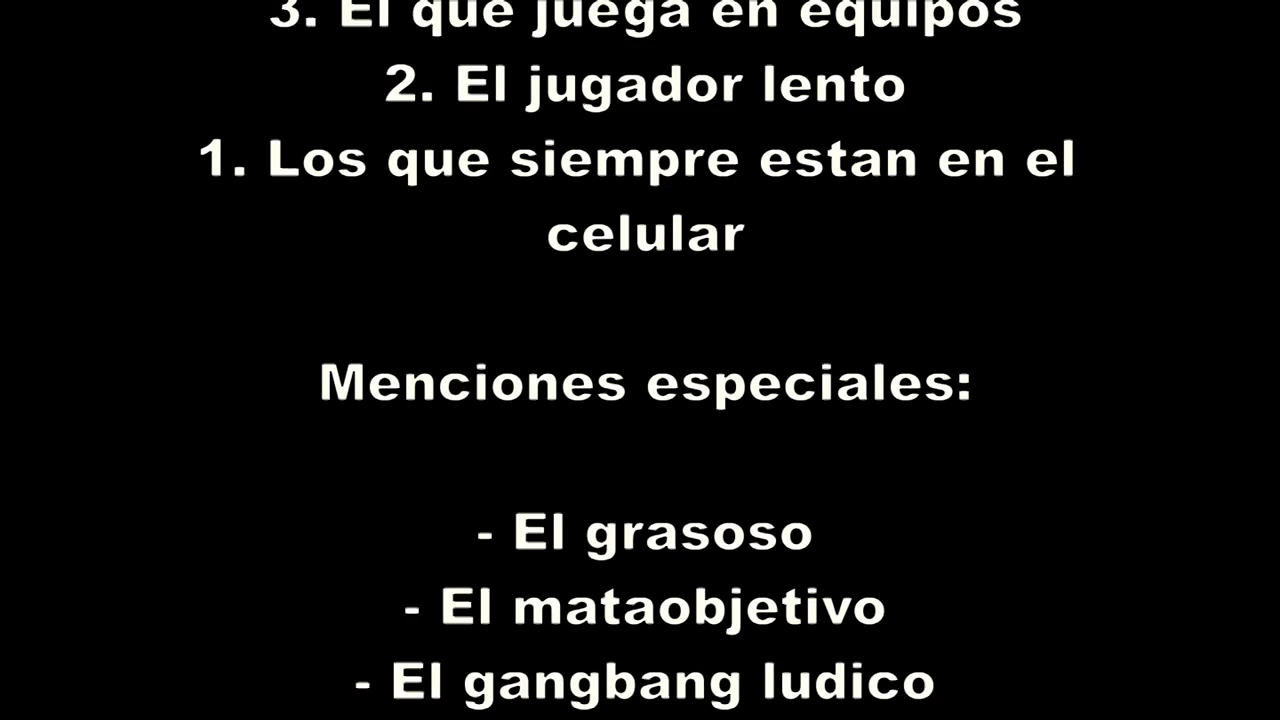 3. El que juega en equipos
2. El jugador lento
1. Los que siempre estan en el
celular
Menciones especiales:
- El grasoso
- El mataobjetivo
- El gangbang ludico